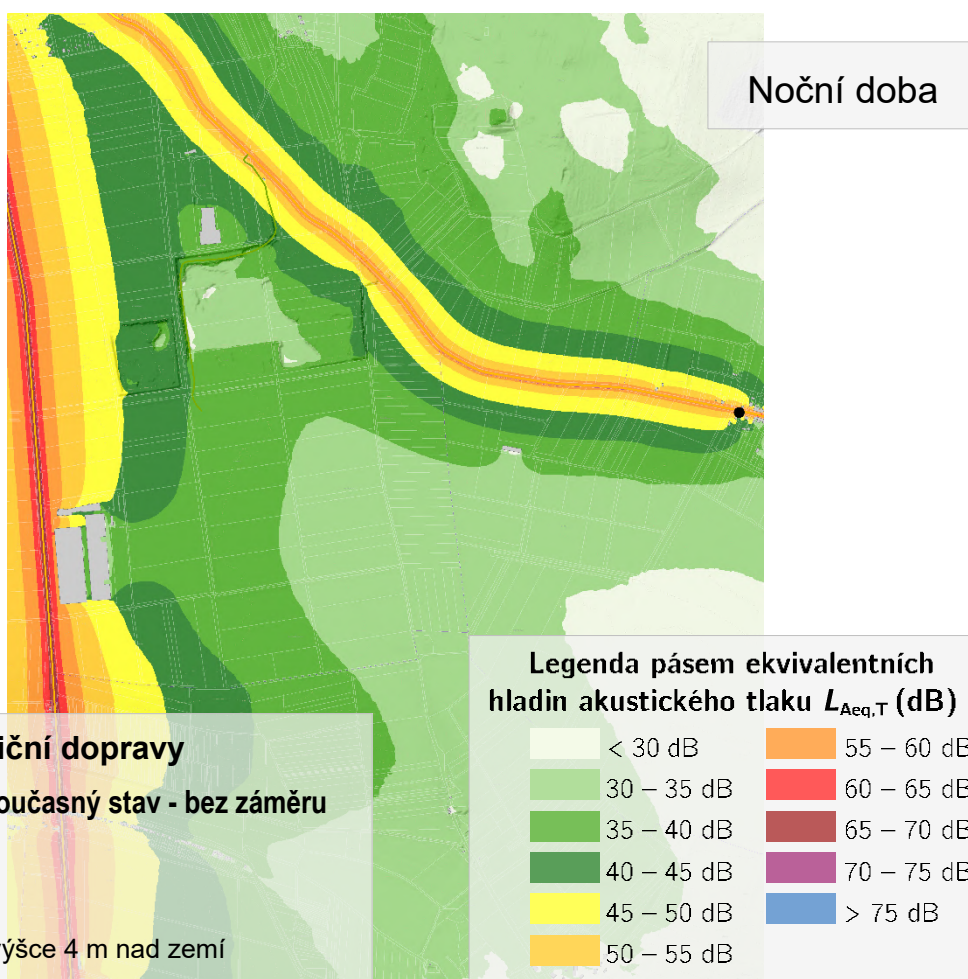 Noční doba
Legenda pásem ekvivalentních
hladin akustického tlaku L Aeq,T (dB)
< 30 dB
30 – 35 dB
35 – 40 dB
40 – 45 dB
45 – 50 dB
50 – 55 dB
55 – 60 dB
60 – 65 dB
65 – 70 dB
70 – 75 dB
> 75 dB
iční dopravy
oučasný stav - bez záměru
ýšce 4 m nad zemí